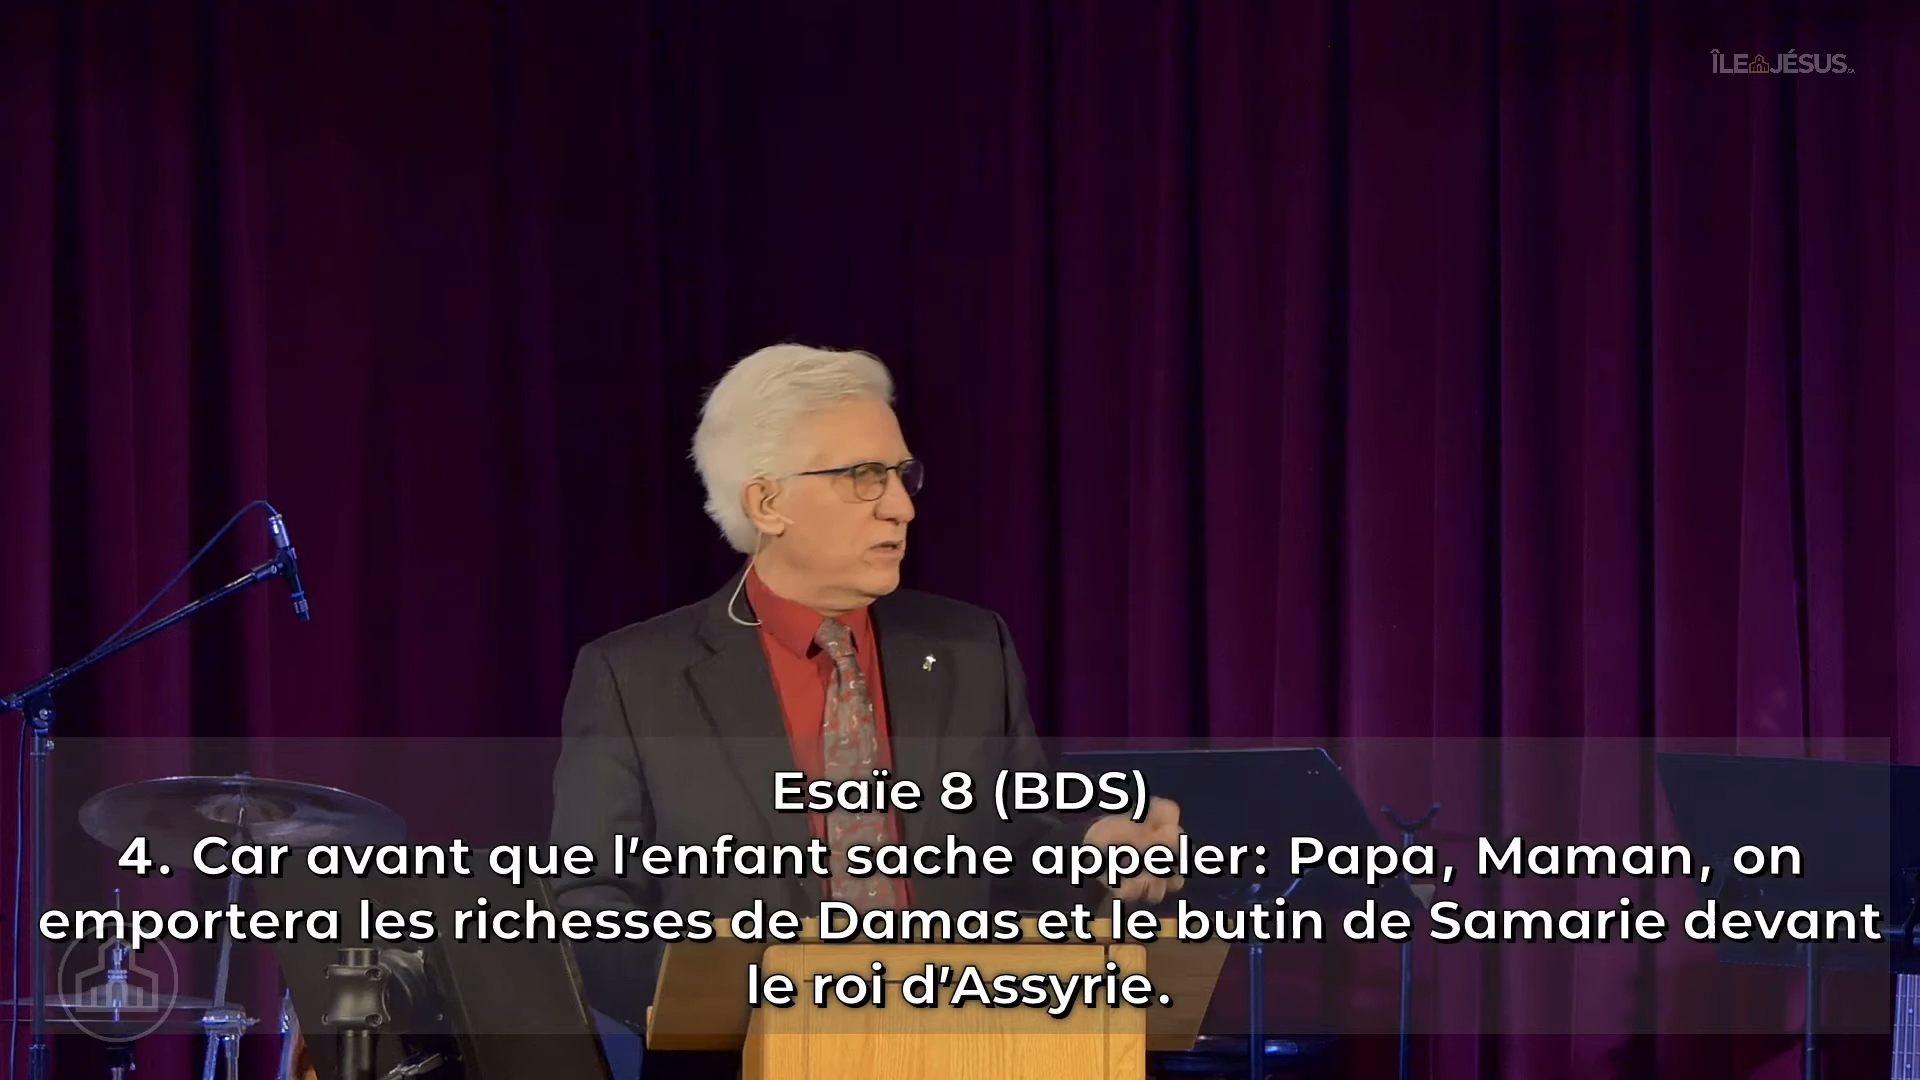 ÎLE JÉSUS.CA
Esaïe 8 (BDS)
4. Car avant que l'enfant sache appeler: Papa, Maman, on
emportera les richesses de Damas et le butin de Samarie devant
le roi d'Assyrie.